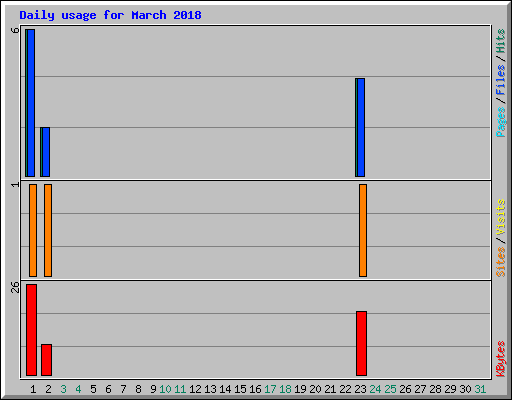 Daily usage for March 2018
6
Pages/Files/Hits
1
Sites/Visits
26
KBytes
1 2 3 4 5 6 7 8 9 10 11 12 13 14 15 16 17 18 19 20 21 22 23 24 25 26 27 28 29 30 31